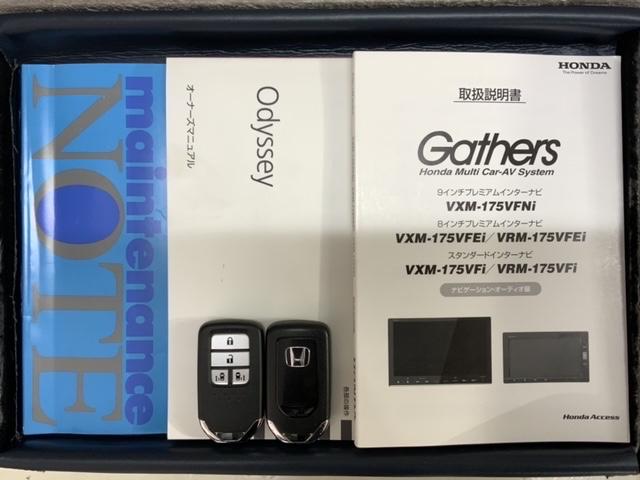 maintenance
NOTE
Odyssey
オーナーズマニュアル
各部の操作
HONDA
The Power of Dreams
取扱説明書
Gathers
Honda Multi Car-AV System
9インチプレミアムインターナビ
VXM-175VFNi
8インチプレミアムインターナビ
VXM-175VFEi/VRM-175VFEi
スタンダードインターナビ
VXM-175VFi/VRM-175VFi
ナビゲーション・オーディオ編
Honda Access